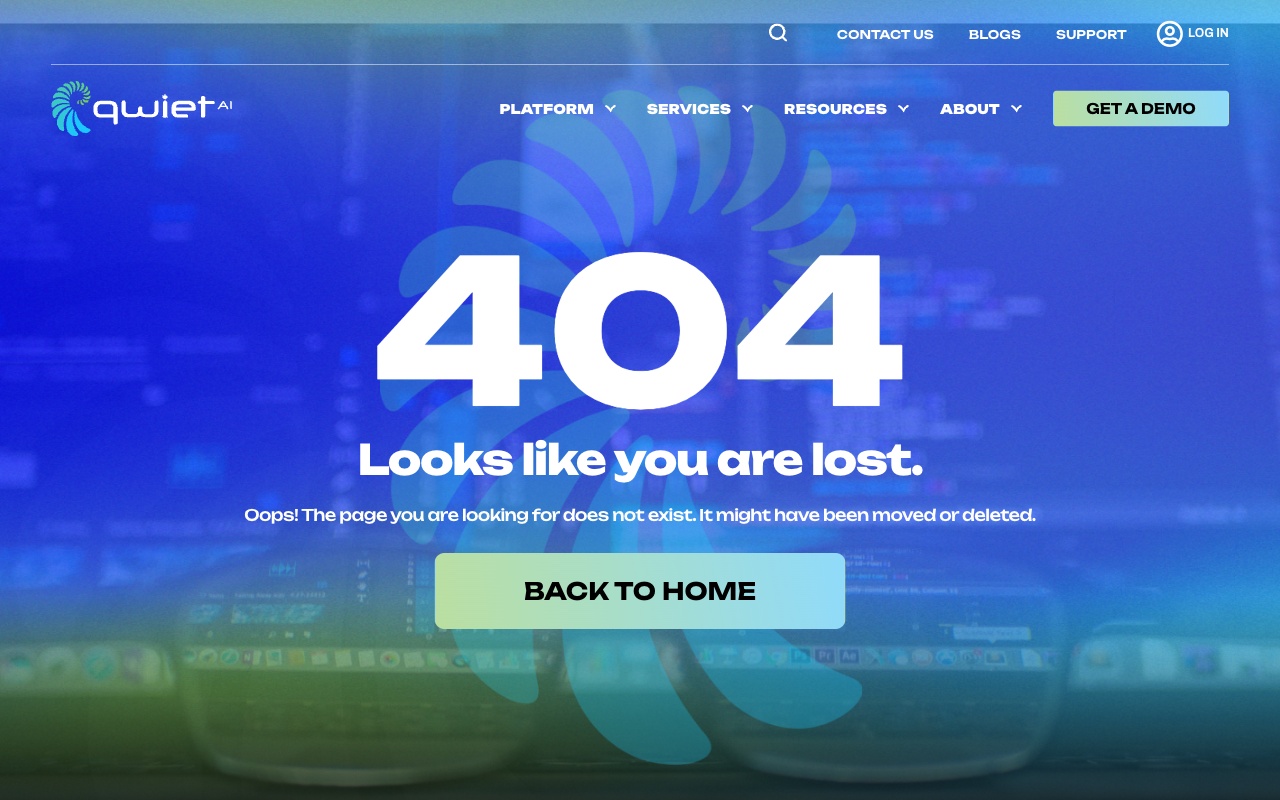 CONTACT US
BLOGS
SUPPORT
LOG IN
qwiet AI
PLATFORM
SERVICES
RESOURCES
ABOUT
GET A DEMO
404
Looks like you are lost.
Oops! The page you are looking for does not exist. It might have been moved or deleted.
BACK TO HOME